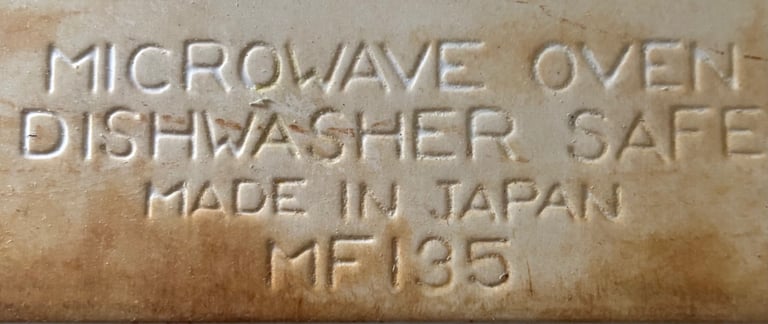 MICROWAVE OVEN
DISHWASHER SAFE
MADE IN JAPAN
MF135